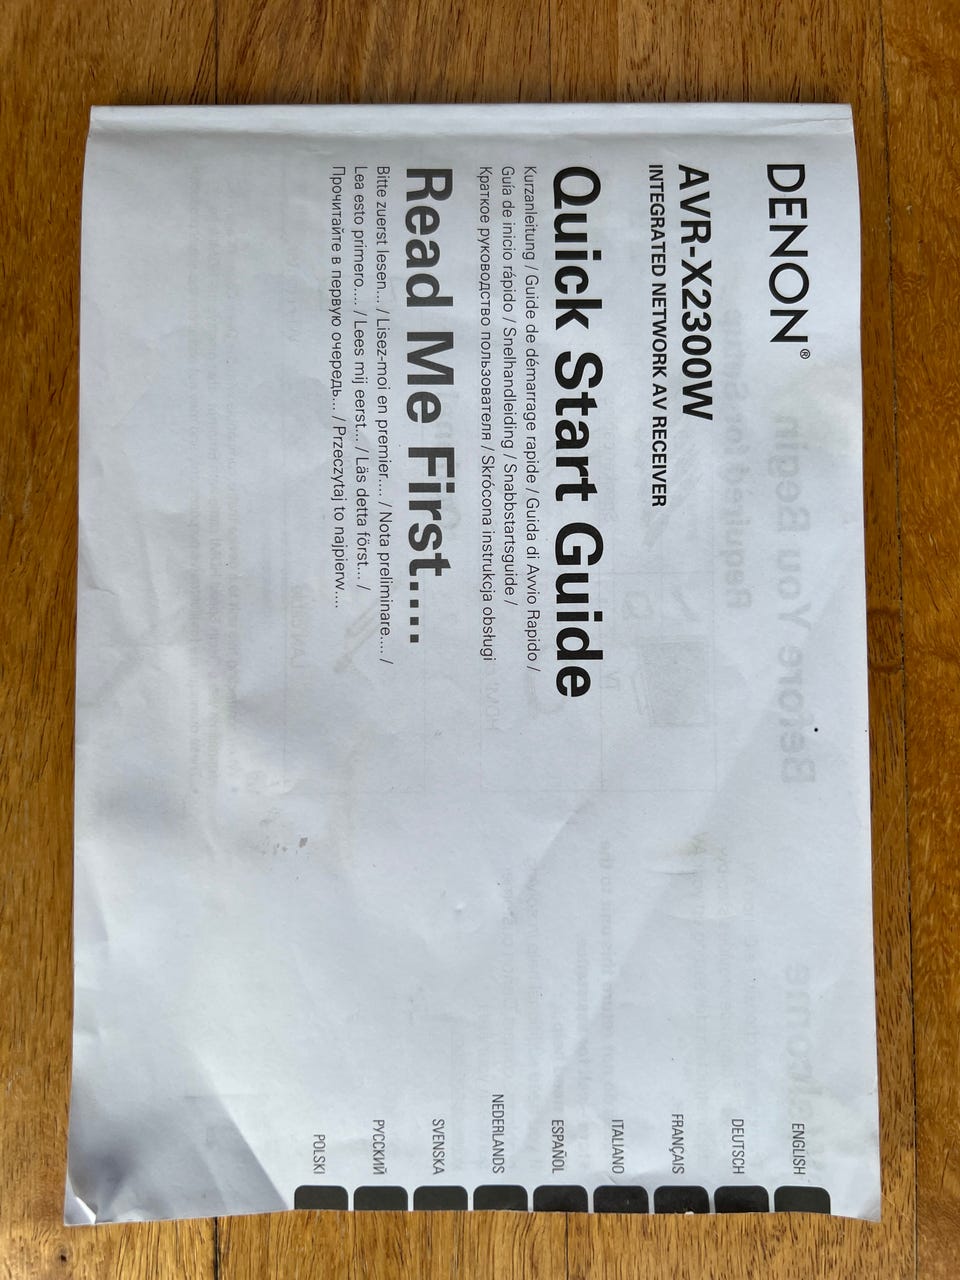 DENON®
AVR-X2300W
INTEGRATED NETWORK AV RECEIVER
Quick Start Guide
Kurzanleitung / Guide de démarrage rapide / Guida di Avvio Rapido /
Guía de inicio rápido / Snelhandleiding / Snabbstartsguide /
Краткое руководство пользователя / Skrócona instrukcja obsługi
Read Me First....
Bitte zuerst lesen.... / Lisez-moi en premier.... / Nota preliminare.... /
Lea esto primero.... / Lees mij eerst... / Läs detta först... /
Прочитайте в первую очередь... / Przeczytaj to najpierw....
ENGLISH
DEUTSCH
FRANÇAIS
ITALIANO
ESPAÑOL
NEDERLANDS
SVENSKA
РУССКИЙ
POLSKI